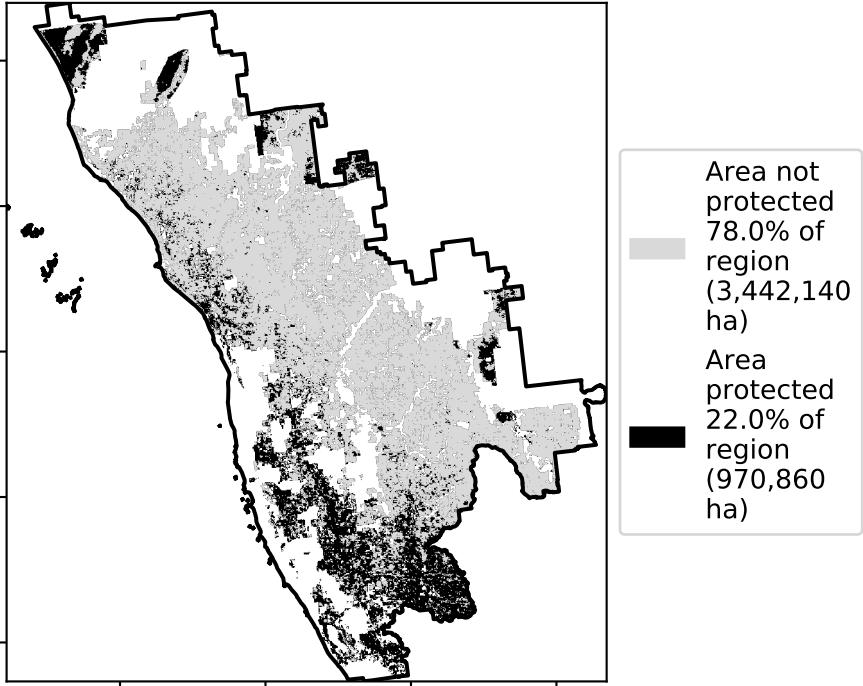 Area not
protected
78.0% of
region
(3,442,140
ha)
Area
protected
22.0% of
region
(970,860
ha)